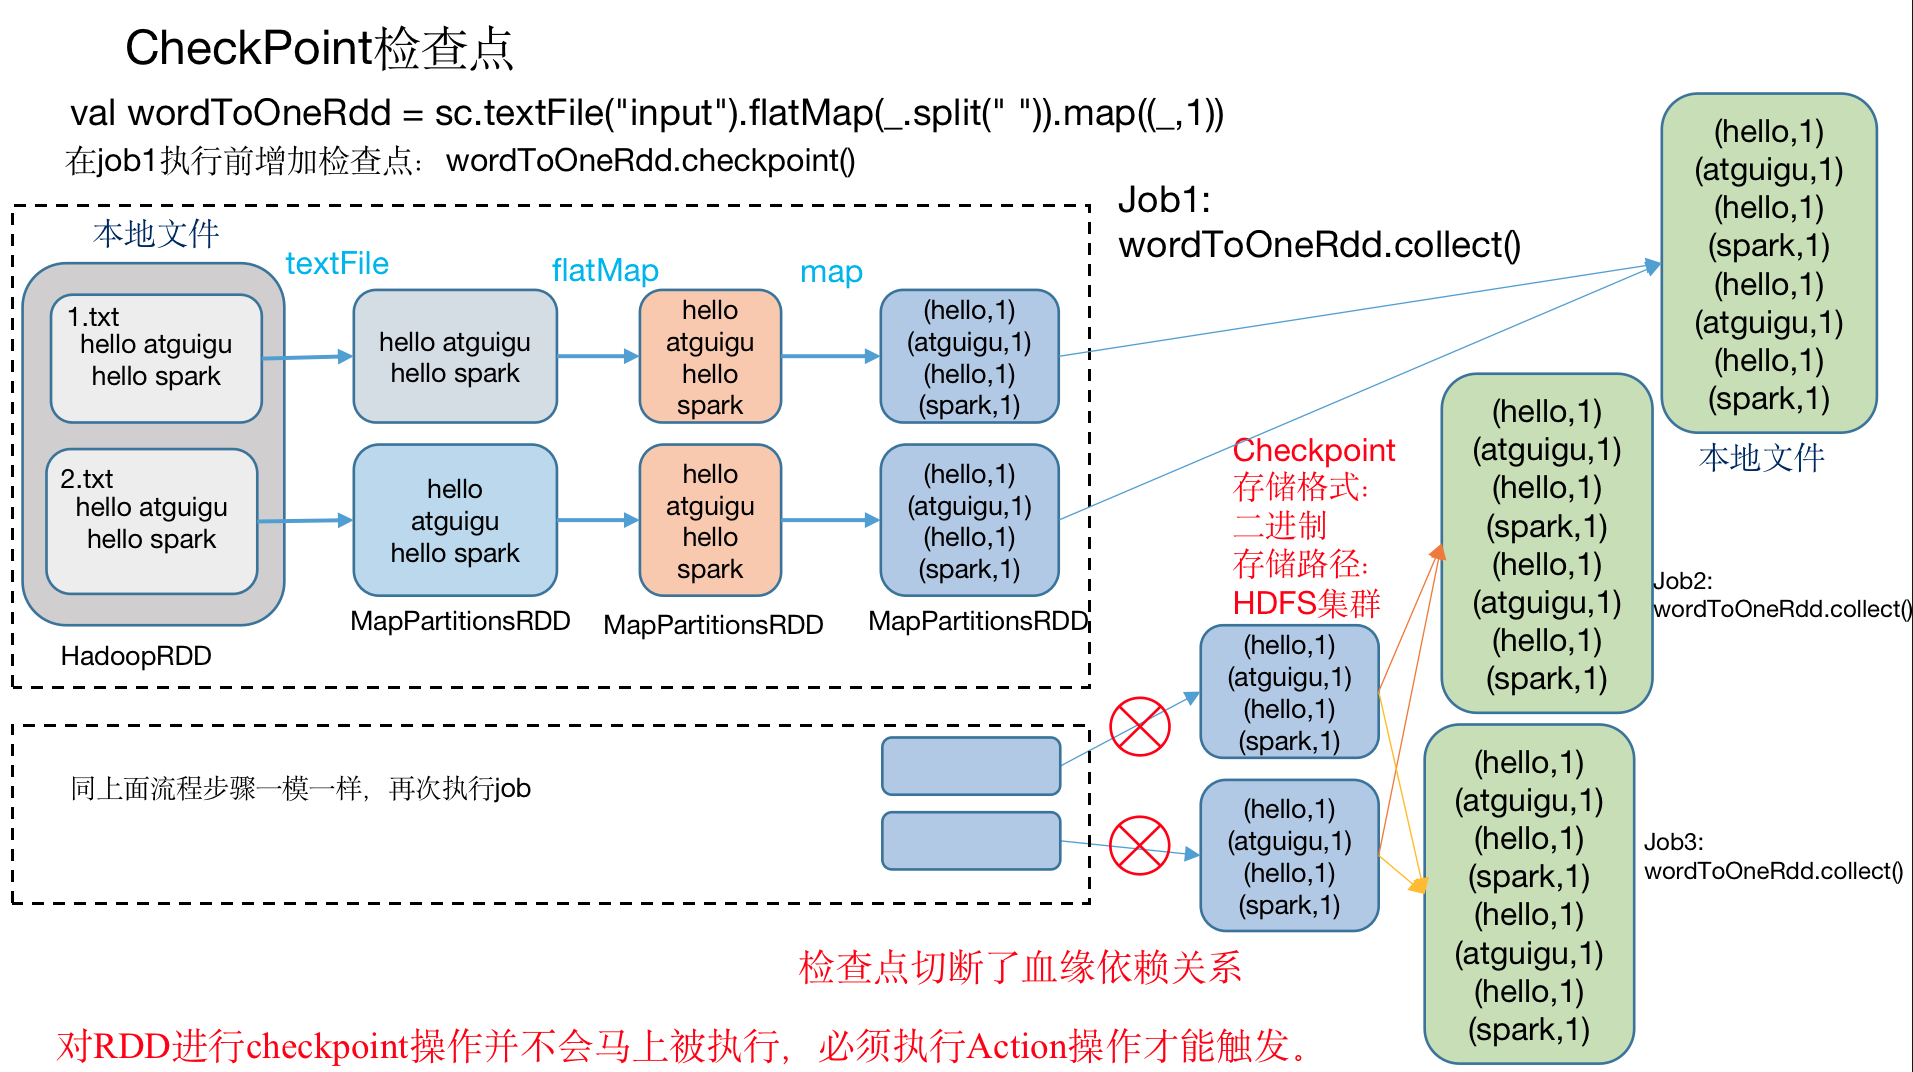 CheckPoint检查点
val wordToOneRdd = sc.textFile("input").flatMap(_.split(" ")).map((_,1))
在job1执行前增加检查点：wordToOneRdd.checkpoint()
本地文件
textFile
flatMap
map
1.txt
hello atguigu
hello spark
hello atguigu
hello spark
hello
atguigu
hello
spark
(hello,1)
(atguigu,1)
(hello,1)
(spark,1)
2.txt
hello atguigu
hello spark
hello
atguigu
hello spark
hello
atguigu
hello
spark
(hello,1)
(atguigu,1)
(hello,1)
(spark,1)
HadoopRDD
MapPartitionsRDD
MapPartitionsRDD
MapPartitionsRDD
Job1:
wordToOneRdd.collect()
(hello,1)
(atguigu,1)
(hello,1)
(spark,1)
(hello,1)
(atguigu,1)
(hello,1)
(spark,1)
本地文件
Checkpoint
存储格式：
二进制
存储路径：
HDFS集群
(hello,1)
(atguigu,1)
(hello,1)
(spark,1)
(hello,1)
(atguigu,1)
(hello,1)
(spark,1)
Job2:
wordToOneRdd.collect()
同上面流程步骤一模一样，再次执行job
(hello,1)
(atguigu,1)
(hello,1)
(spark,1)
(hello,1)
(atguigu,1)
(hello,1)
(spark,1)
(hello,1)
(atguigu,1)
(hello,1)
(spark,1)
(hello,1)
(atguigu,1)
(hello,1)
(spark,1)
Job3:
wordToOneRdd.collect()
检查点切断了血缘依赖关系
对RDD进行checkpoint操作并不会马上被执行，必须执行Action操作才能触发。